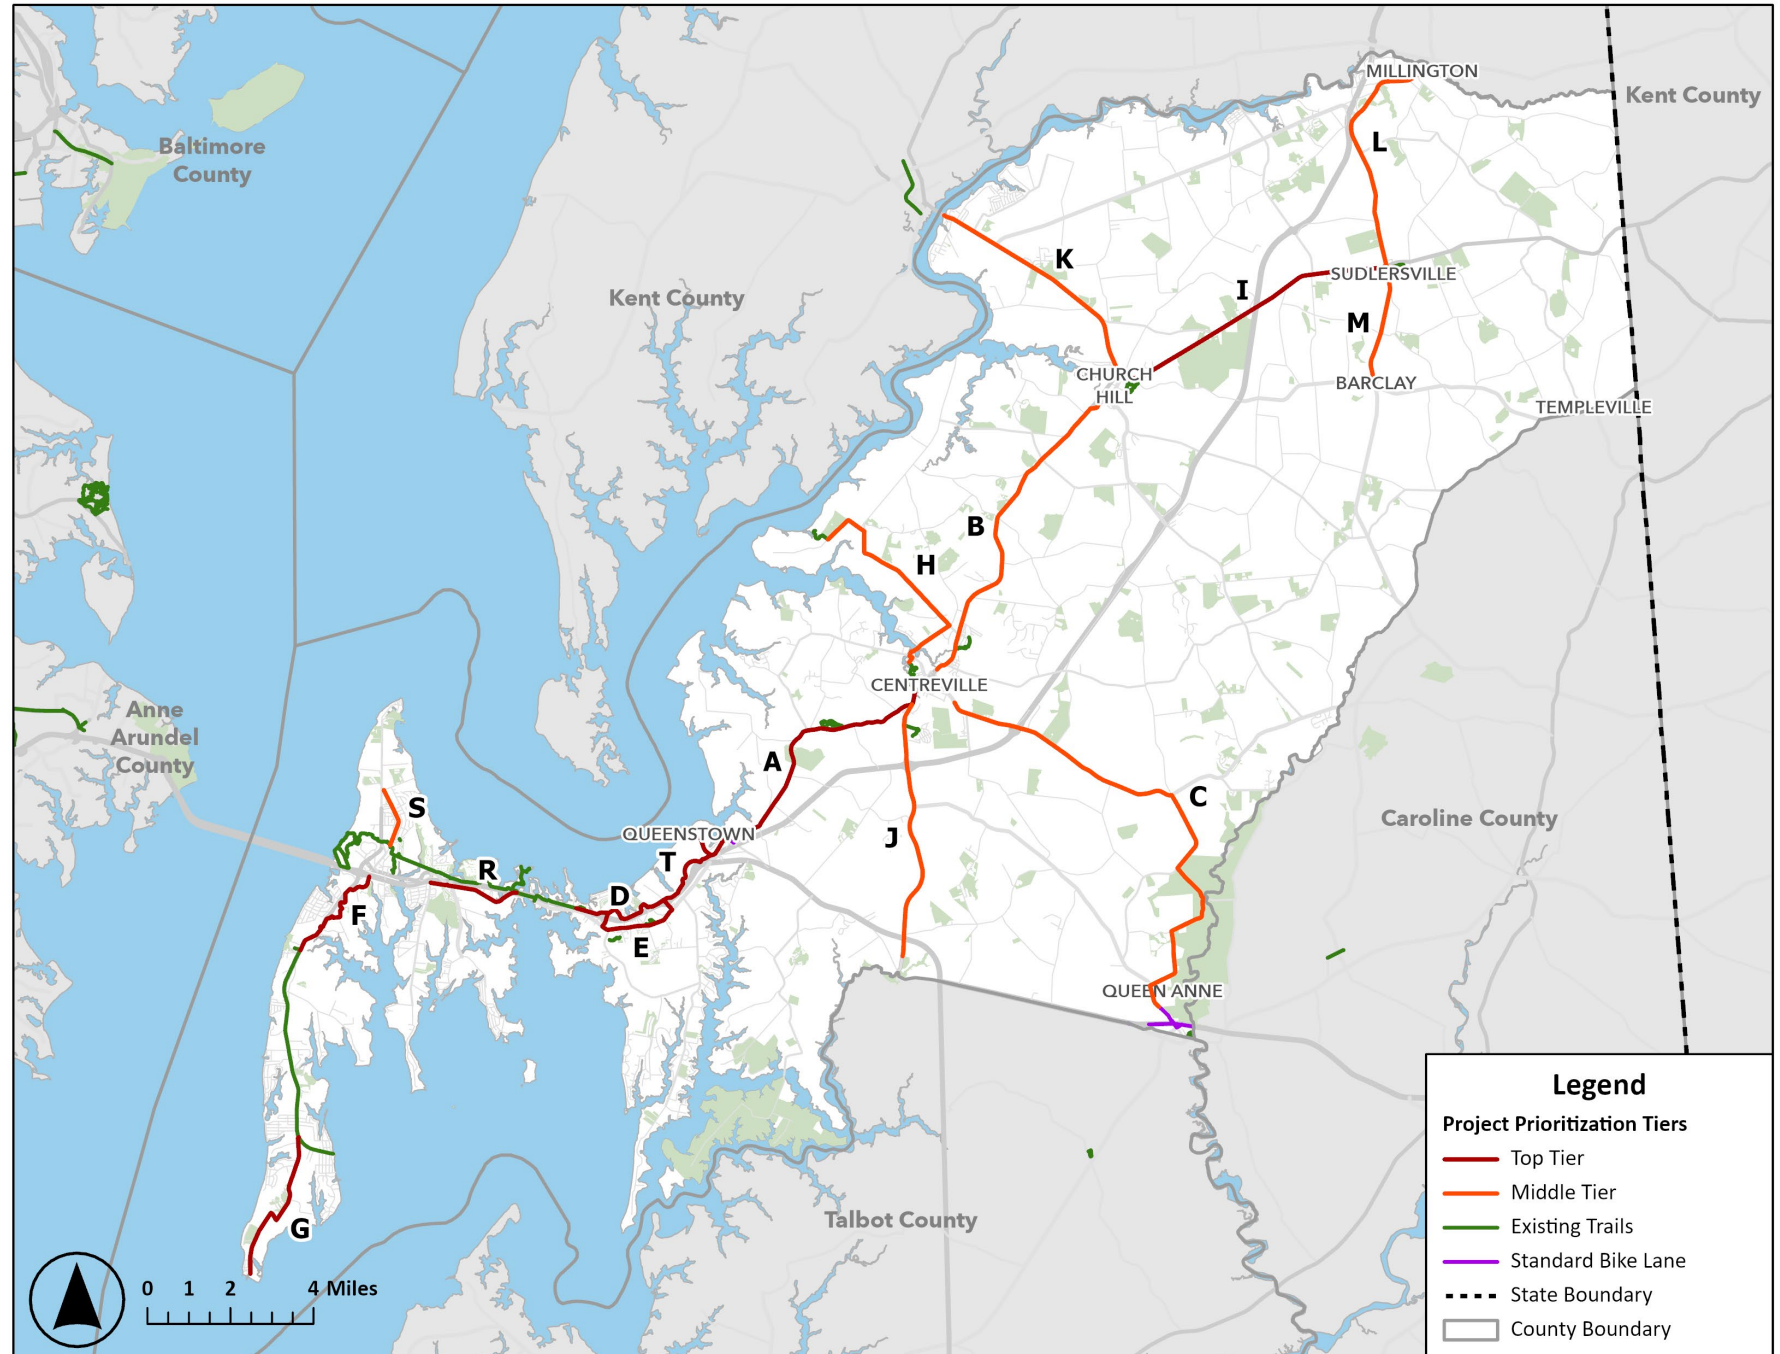 MILLINGTON
Kent County
L
Baltimore
County
K
SUDLERSVILLE
I
Kent County
M
CHURCH
HILL
BARCLAY
TEMPLEVILLE
B
H
CENTREVILLE
Anne
Arundel
County
A
C
S
QUEENSTOWN
J
Caroline County
T
R
D
F
E
QUEEN ANNE
G
Talbot County
0 1 2 4 Miles
Legend
Project Prioritization Tiers
Top Tier
Middle Tier
Existing Trails
Standard Bike Lane
State Boundary
County Boundary